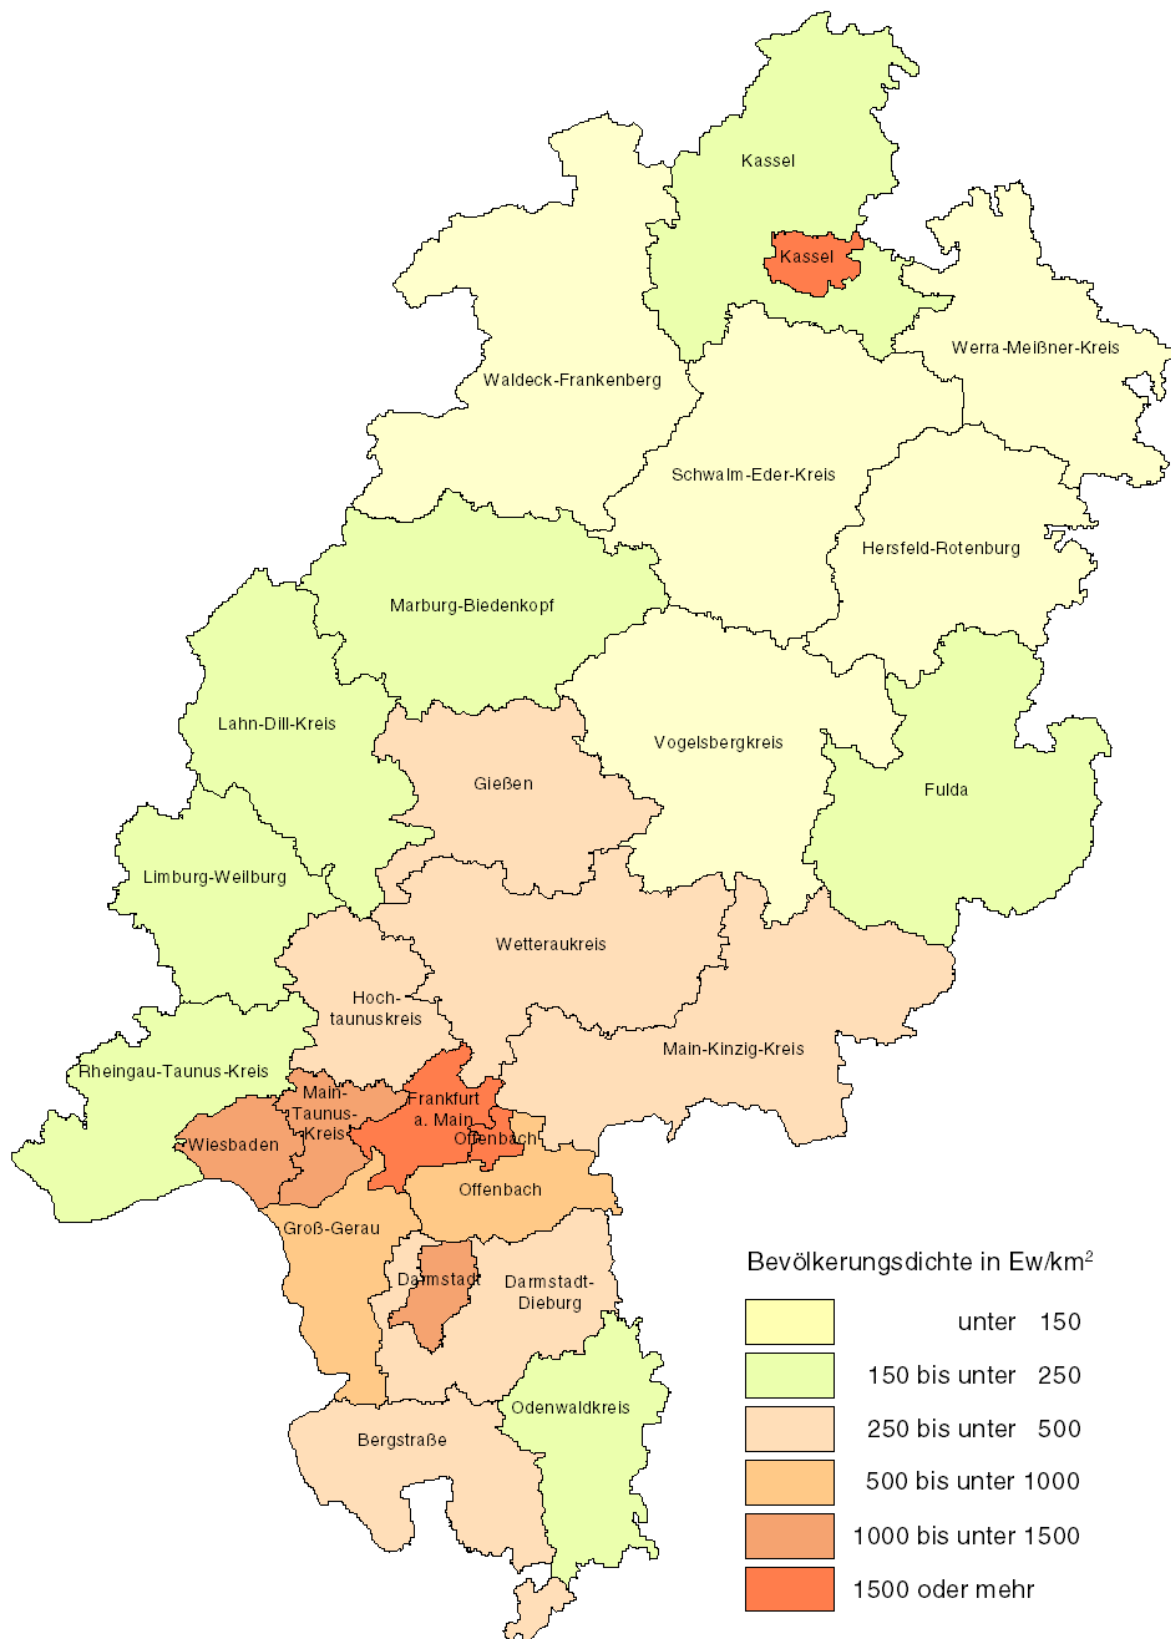 Kassel
Kassel
Werra-Meißner-Kreis
Waldeck-Frankenberg
Schwalm-Eder-Kreis
Hersfeld-Rotenburg
Marburg-Biedenkopf
Lahn-Dill-Kreis
Vogelsbergkreis
Gießen
Fulda
Limburg-Weilburg
Wetteraukreis
Hoch-
taunuskreis
Main-Kinzig-Kreis
Rheingau-Taunus-Kreis
Main-
Taunus-
Kreis
Frankfurt
a. Main
Offenbach
Wiesbaden
Offenbach
Groß-Gerau
Darmstadt
Darmstadt-
Dieburg
Odenwaldkreis
Bergstraße
Bevölkerungsdichte in Ew/km²
unter 150
150 bis unter 250
250 bis unter 500
500 bis unter 1000
1000 bis unter 1500
1500 oder mehr